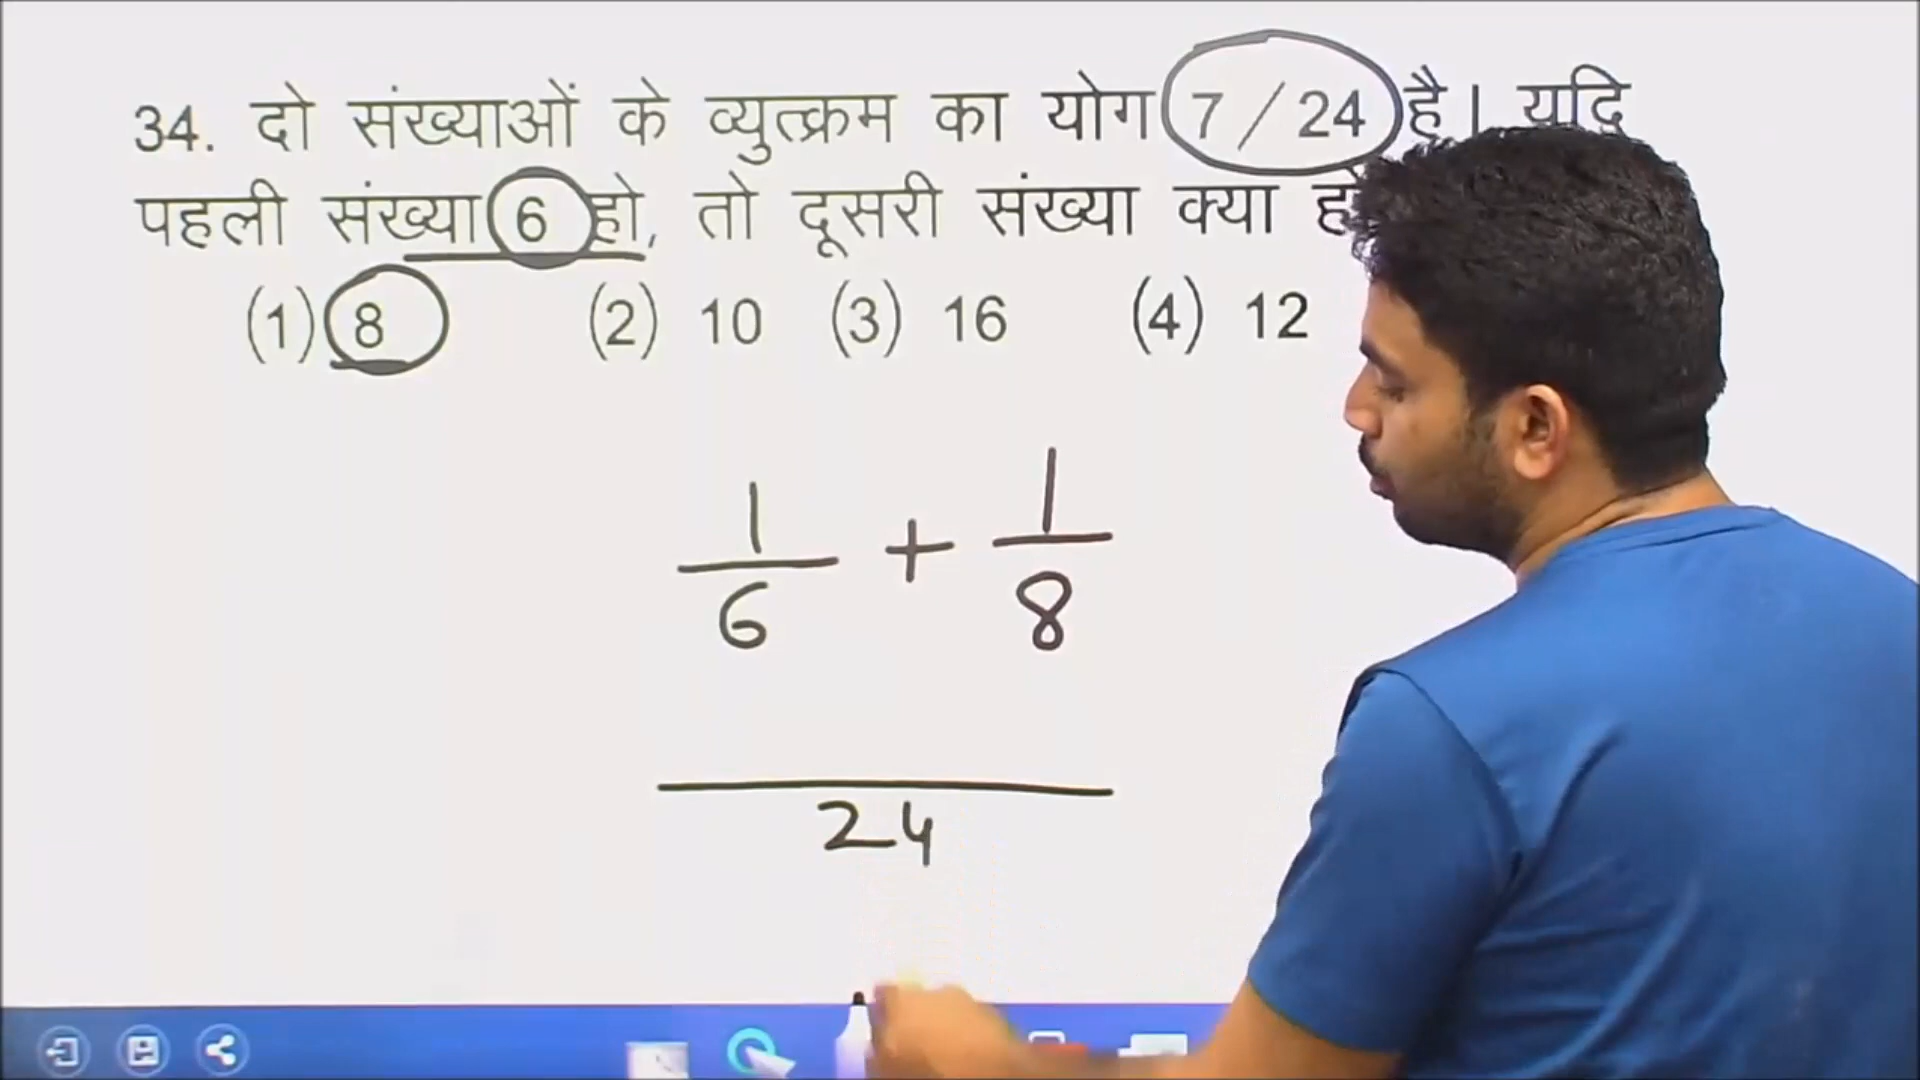 34. दो संख्याओं के व्युत्क्रम का योग 7/24 है। यदि
पहली संख्या 6 हो, तो दूसरी संख्या क्या
(1) 8 (2) 10 (3) 16 (4) 12
1/6 + 1/8
24